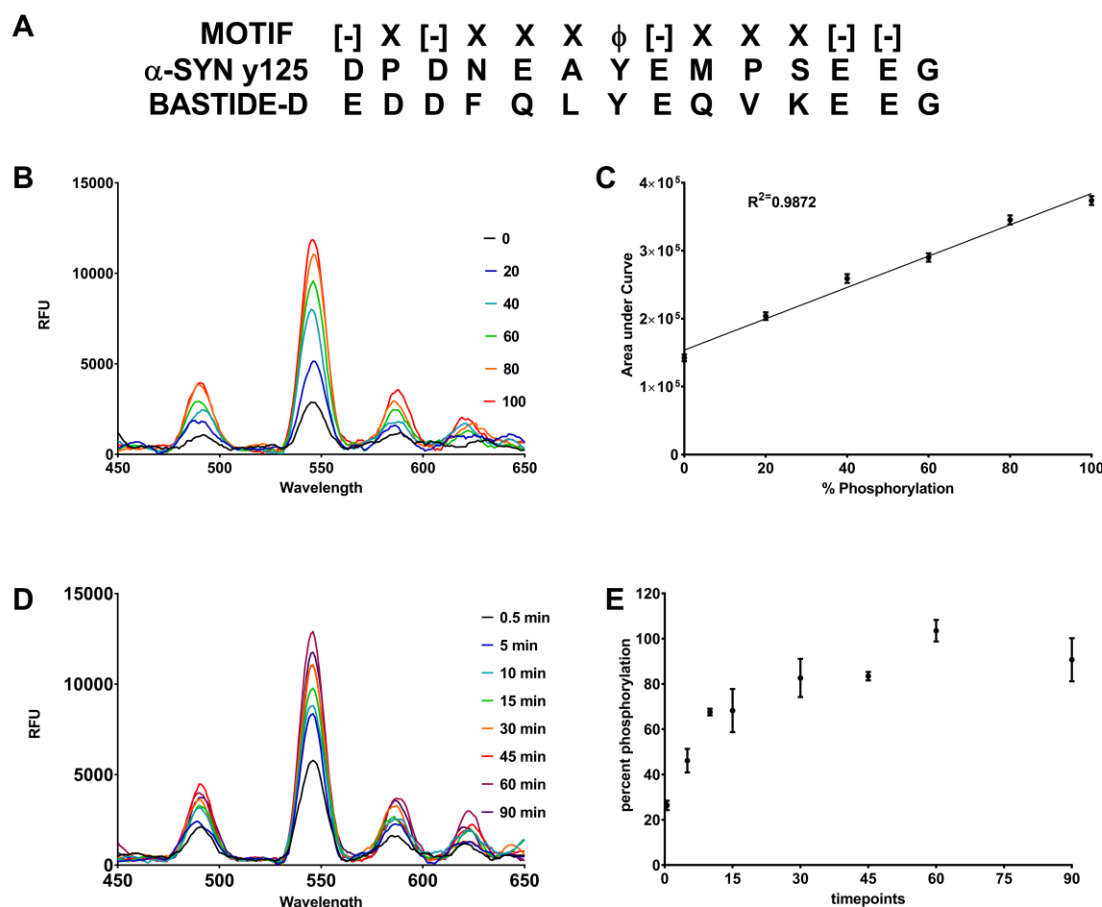 A
MOTIF [-] X [-] X X X ϕ [-] X X X [-] [-]
α-SYN y125 D P D N E A Y E M P S E E G
BASTIDE-D E D D F Q L Y E Q V K E E G
B
RFU
15000
10000
5000
0
450 500 550 600 650
Wavelength
0
20
40
60
80
100
C
Area under Curve
4×10⁵
3×10⁵
2×10⁵
1×10⁵
R²⁼0.9872
0 20 40 60 80 100
% Phosphorylation
D
RFU
15000
10000
5000
0
450 500 550 600 650
Wavelength
0.5 min
5 min
10 min
15 min
30 min
45 min
60 min
90 min
E
percent phosphorylation
120
100
80
60
40
20
0
0 15 30 45 60 75 90
timepoints